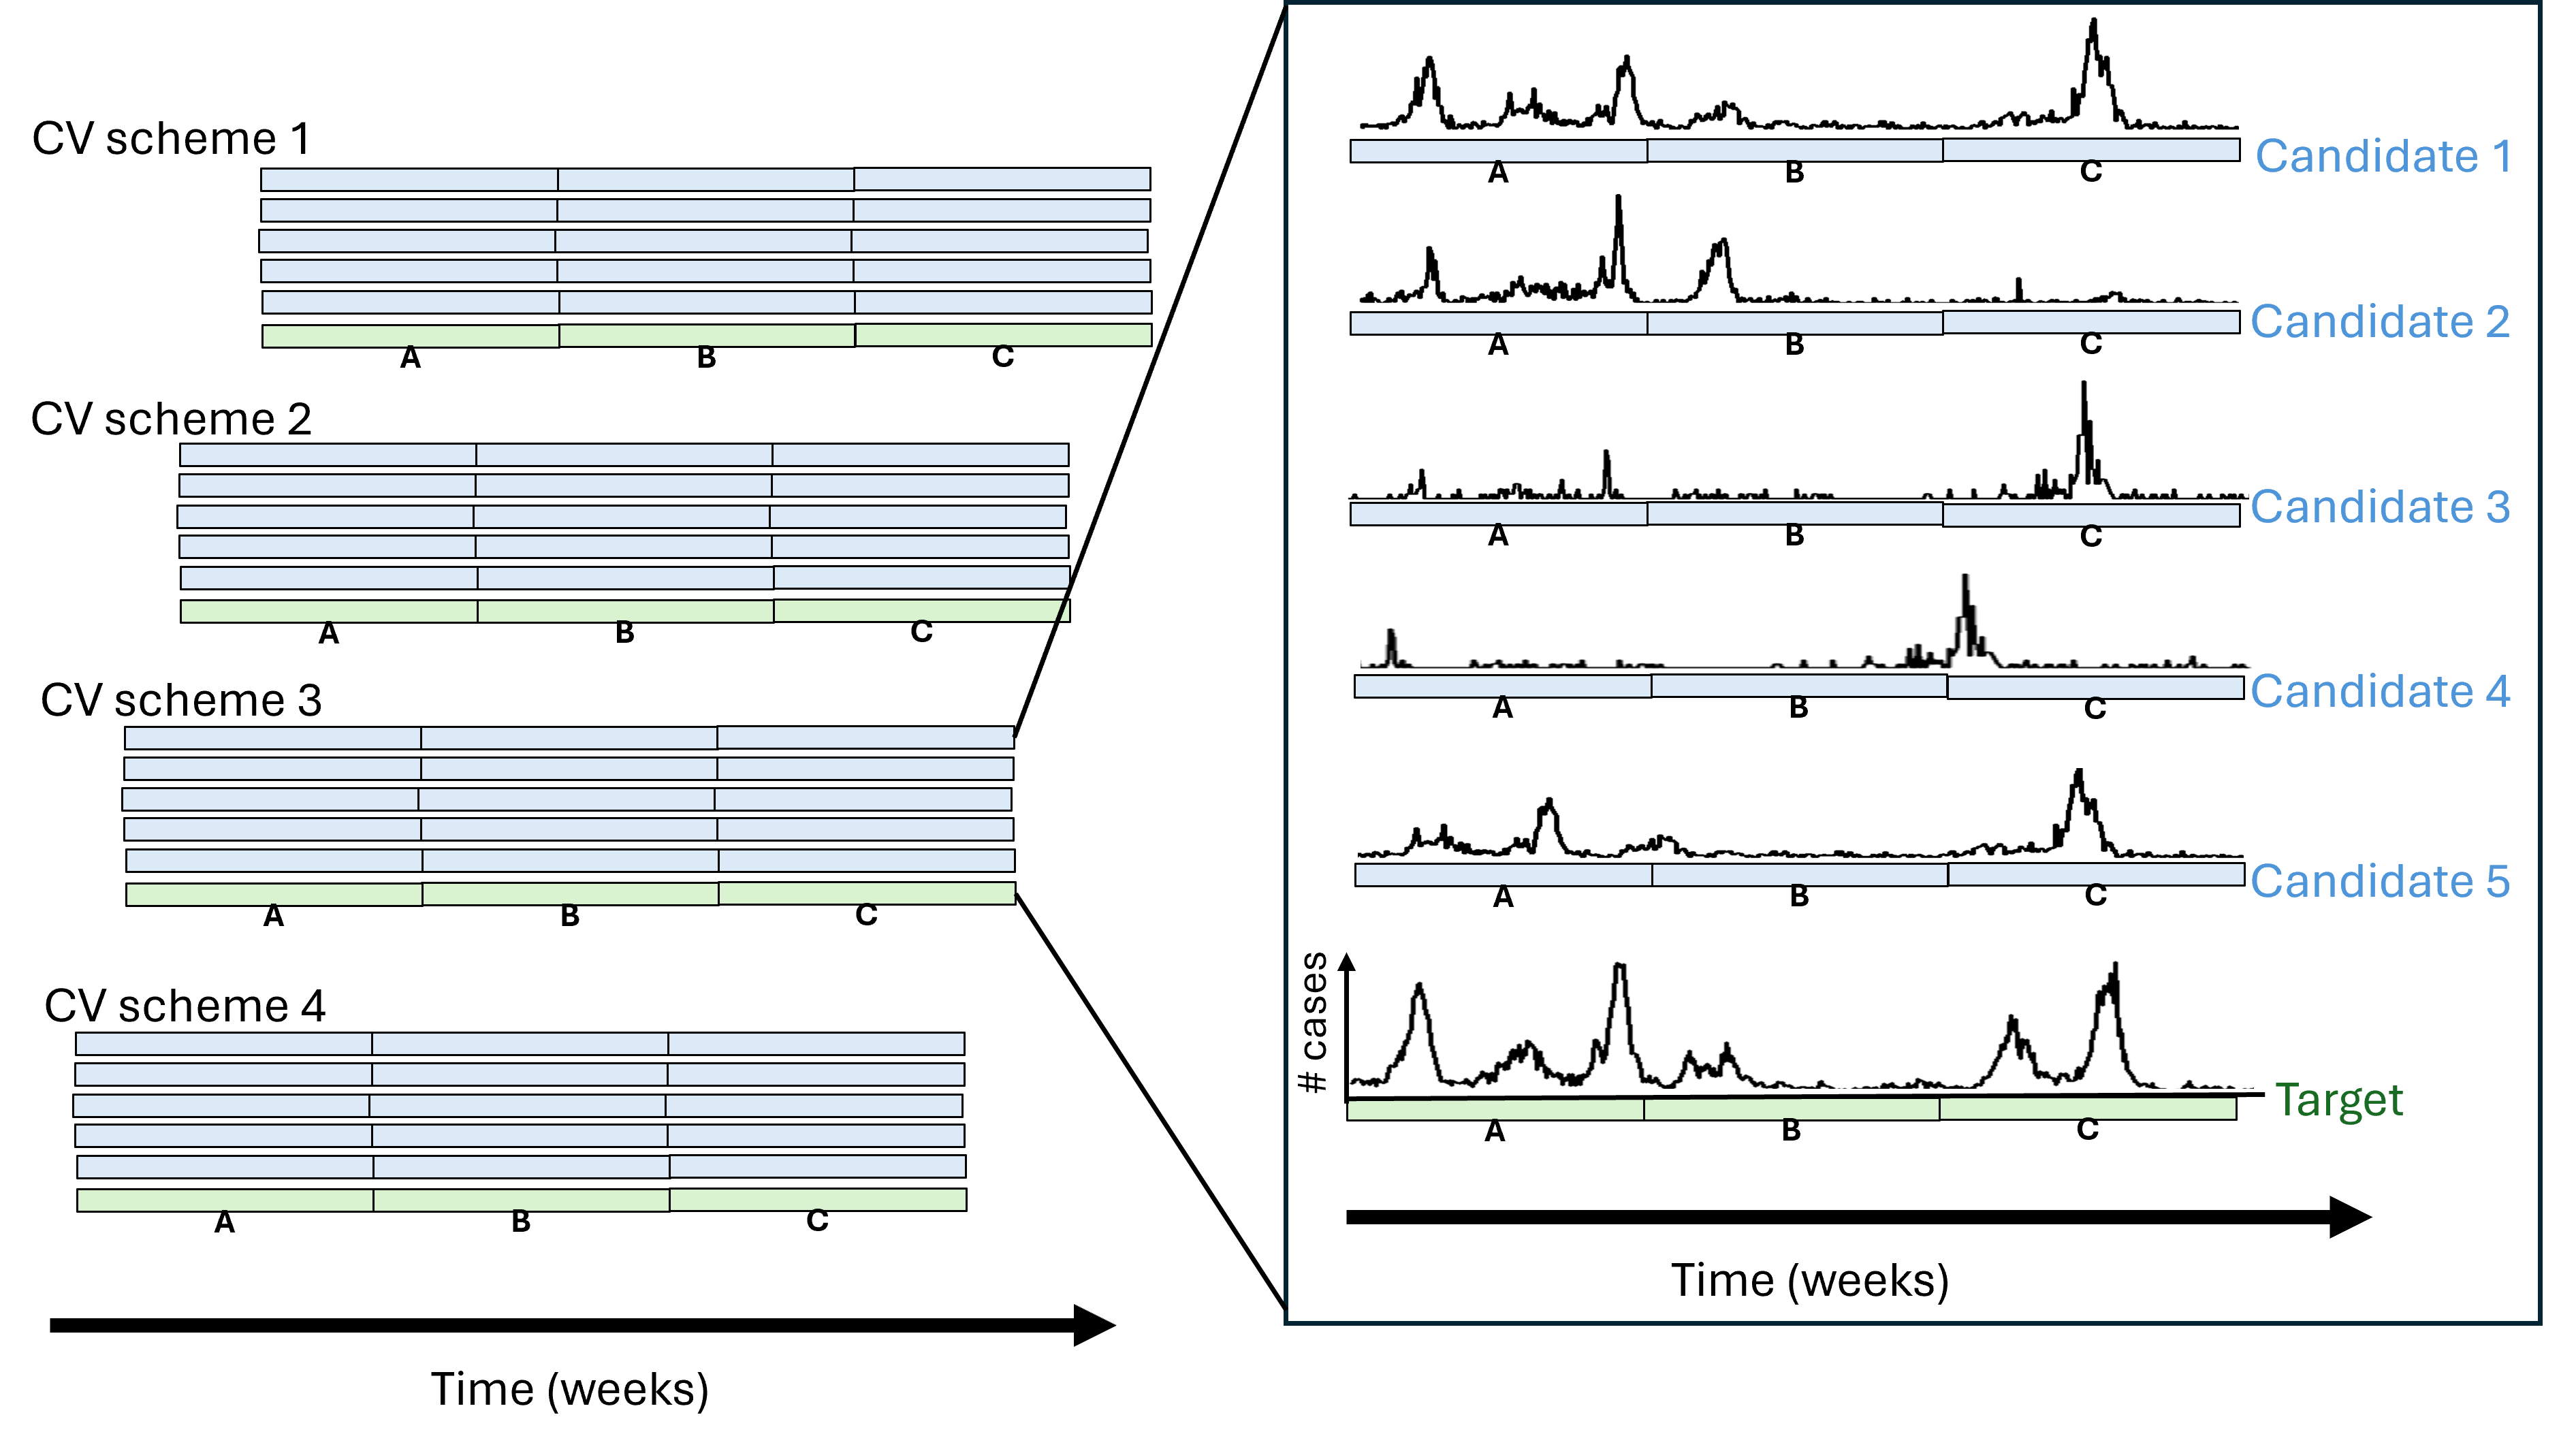 CV scheme 1
A B C
CV scheme 2
A B C
CV scheme 3
A B C
CV scheme 4
A B C
Time (weeks)
Candidate 1
A B C
Candidate 2
A B C
Candidate 3
A B C
Candidate 4
A B C
Candidate 5
A B C
# cases
Target
A B C
Time (weeks)